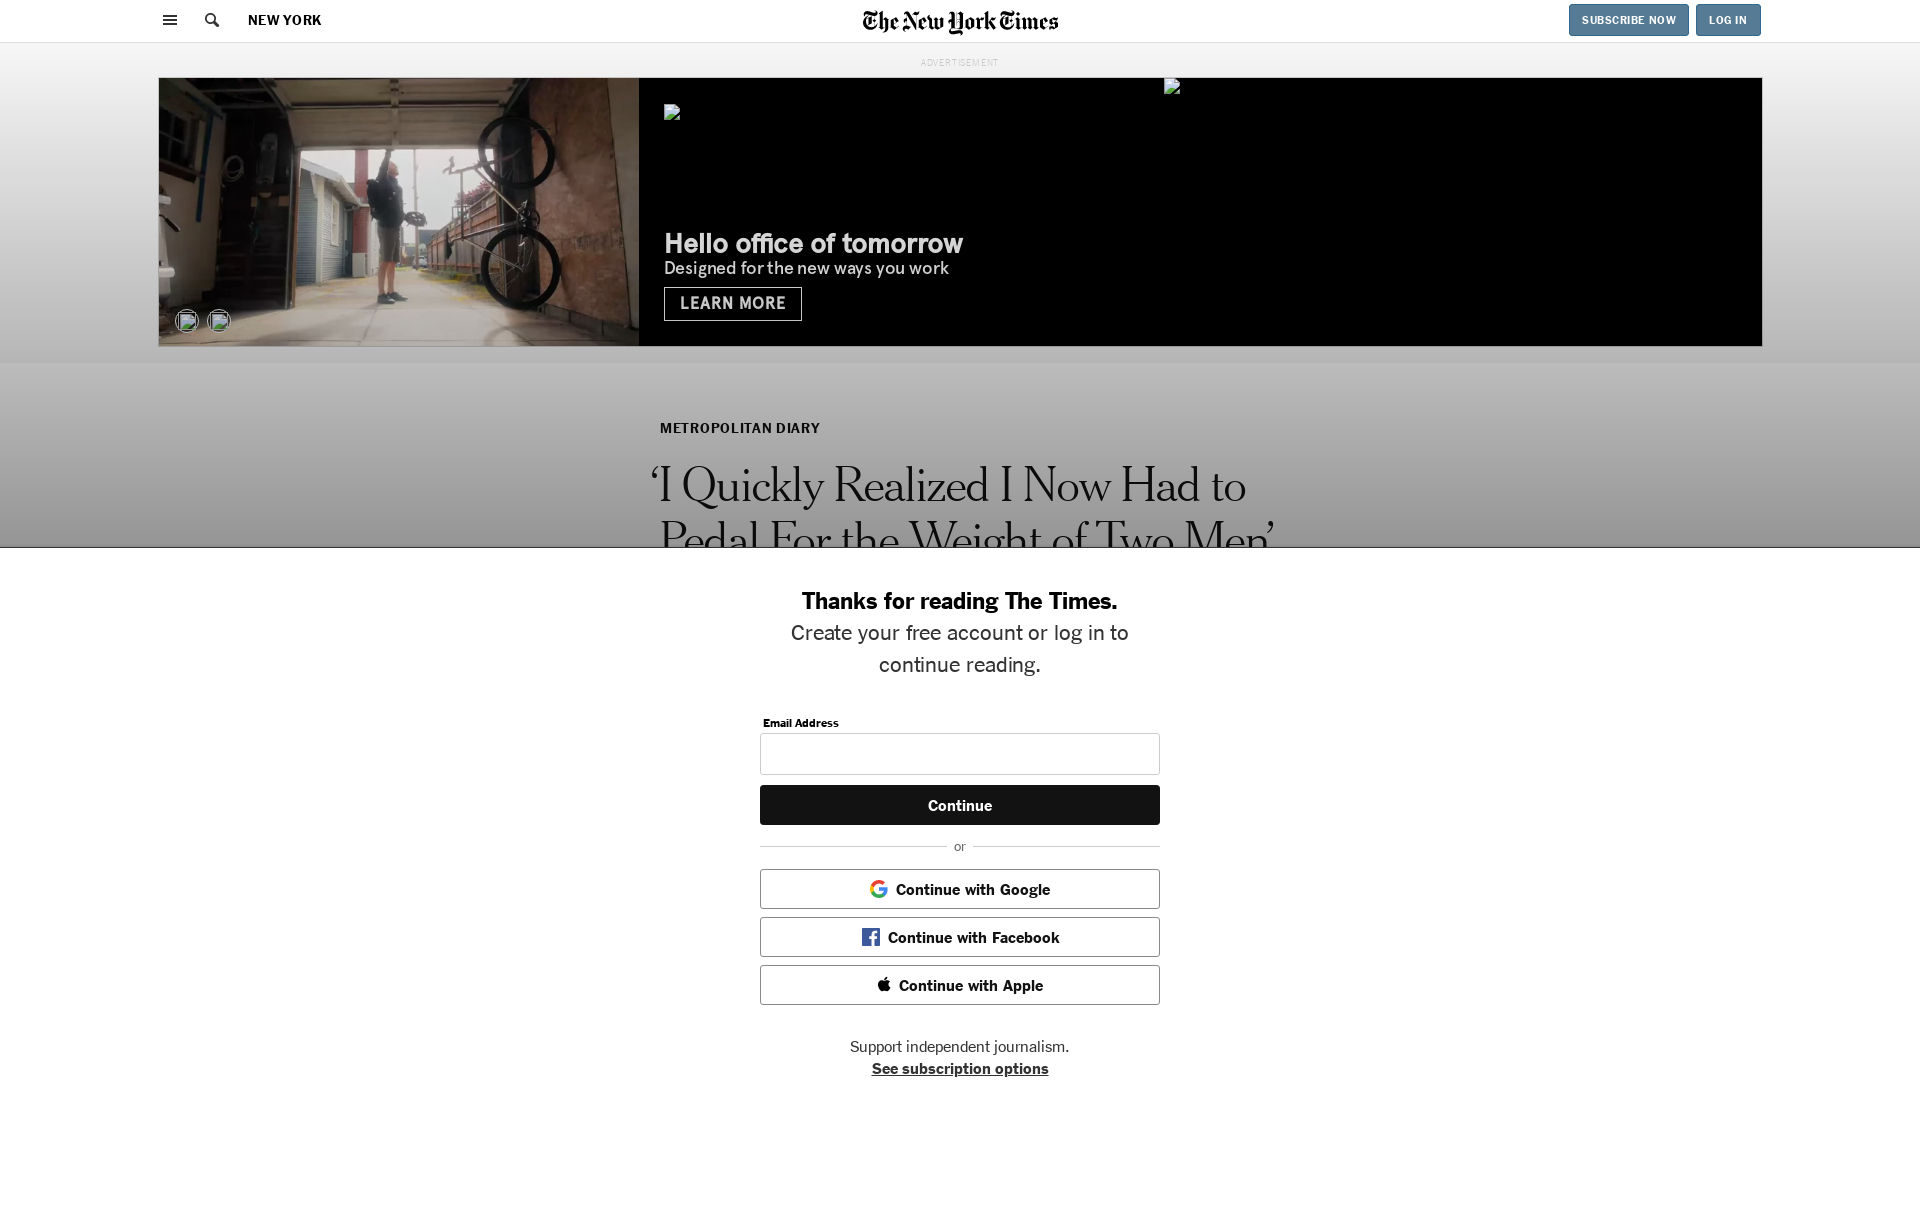 NEW YORK
The New York Times
SUBSCRIBE NOW
LOG IN
ADVERTISEMENT
Hello office of tomorrow
Designed for the new ways you work
LEARN MORE
METROPOLITAN DIARY
‘I Quickly Realized I Now Had to
Pedal For the Weight of Two Men’
Thanks for reading The Times.
Create your free account or log in to
continue reading.
Email Address
Continue
or
Continue with Google
Continue with Facebook
Continue with Apple
Support independent journalism.
See subscription options